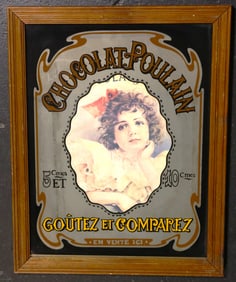 CHOCOLAT-POULAIN
5 Cmes ET 10 Cmes
GOÛTEZ ET COMPAREZ
EN VENTE ICI